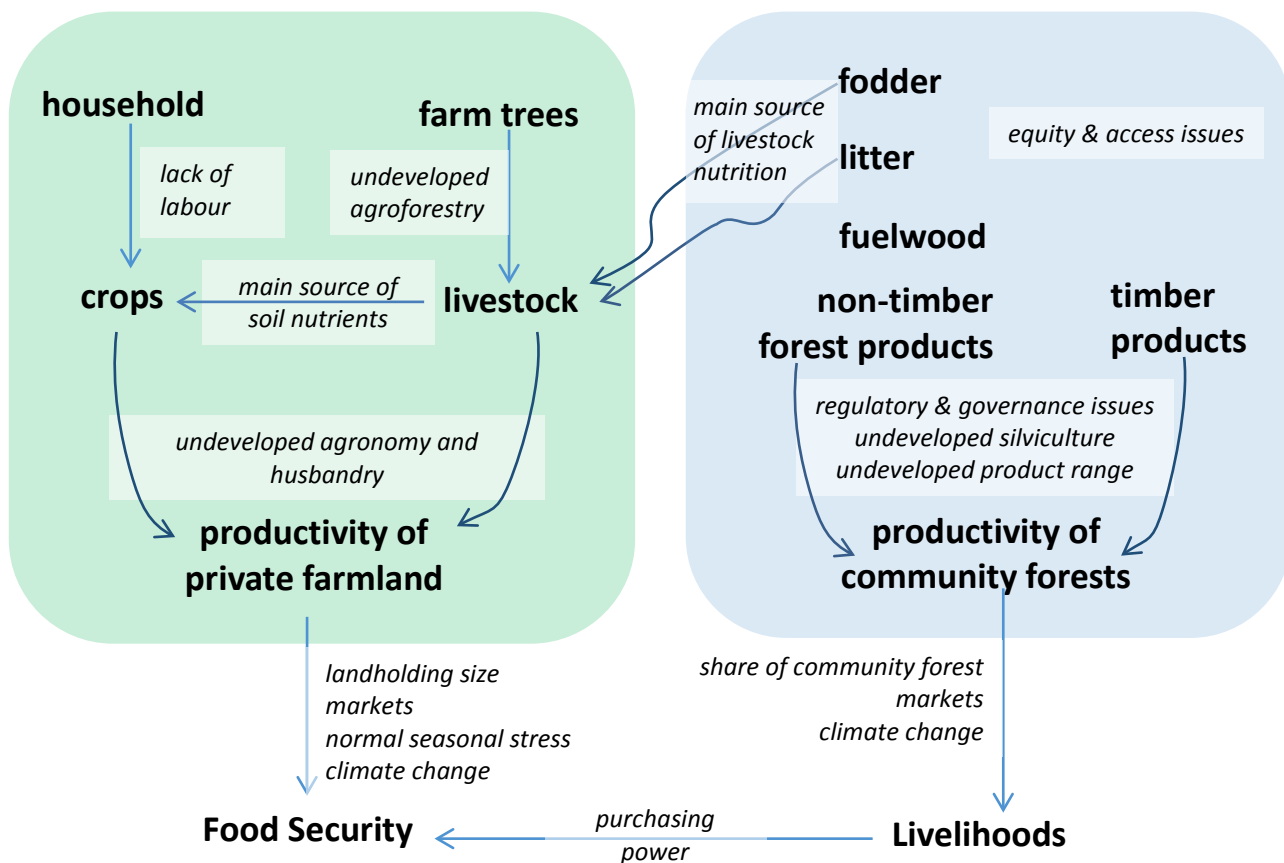 household
farm trees
lack of
labour
undeveloped
agroforestry
crops
main source of
soil nutrients
livestock
undeveloped agronomy and
husbandry
productivity of
private farmland
main source
of livestock
nutrition
fodder
litter
equity & access issues
fuelwood
non-timber
forest products
timber
products
regulatory & governance issues
undeveloped silviculture
undeveloped product range
productivity of
community forests
landholding size
markets
normal seasonal stress
climate change
share of community forest
markets
climate change
Food Security
purchasing
power
Livelihoods